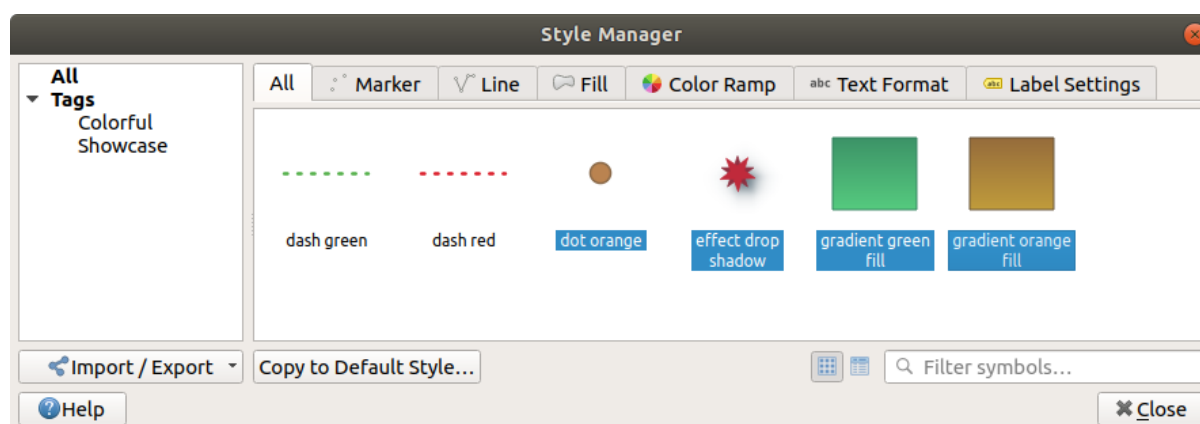 Style Manager
All
Tags
Colorful
Showcase
All
Marker
Line
Fill
Color Ramp
abc Text Format
abc Label Settings
dash green
dash red
dot orange
effect drop
shadow
gradient green
fill
gradient orange
fill
Import / Export
Copy to Default Style...
Filter symbols...
Help
Close